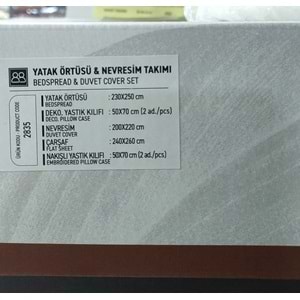 YATAK ÖRTÜSÜ & NEVRESİM TAKIMI
BEDSPREAD & DUVET COVER SET
ÜRÜN KODU - PRODUCT CODE
2835
YATAK ÖRTÜSÜ : 230X250 cm
BEDSPREAD
DEKO. YASTIK KILIFI : 50X70 cm (2 ad./pcs)
DECO. PILLOW CASE
NEVRESİM : 200X220 cm
DUVET COVER
ÇARŞAF : 240X260 cm
FLAT SHEET
NAKIŞLI YASTIK KILIFI : 50X70 cm (2 ad./pcs)
EMBROIDERED PILLOW CASE